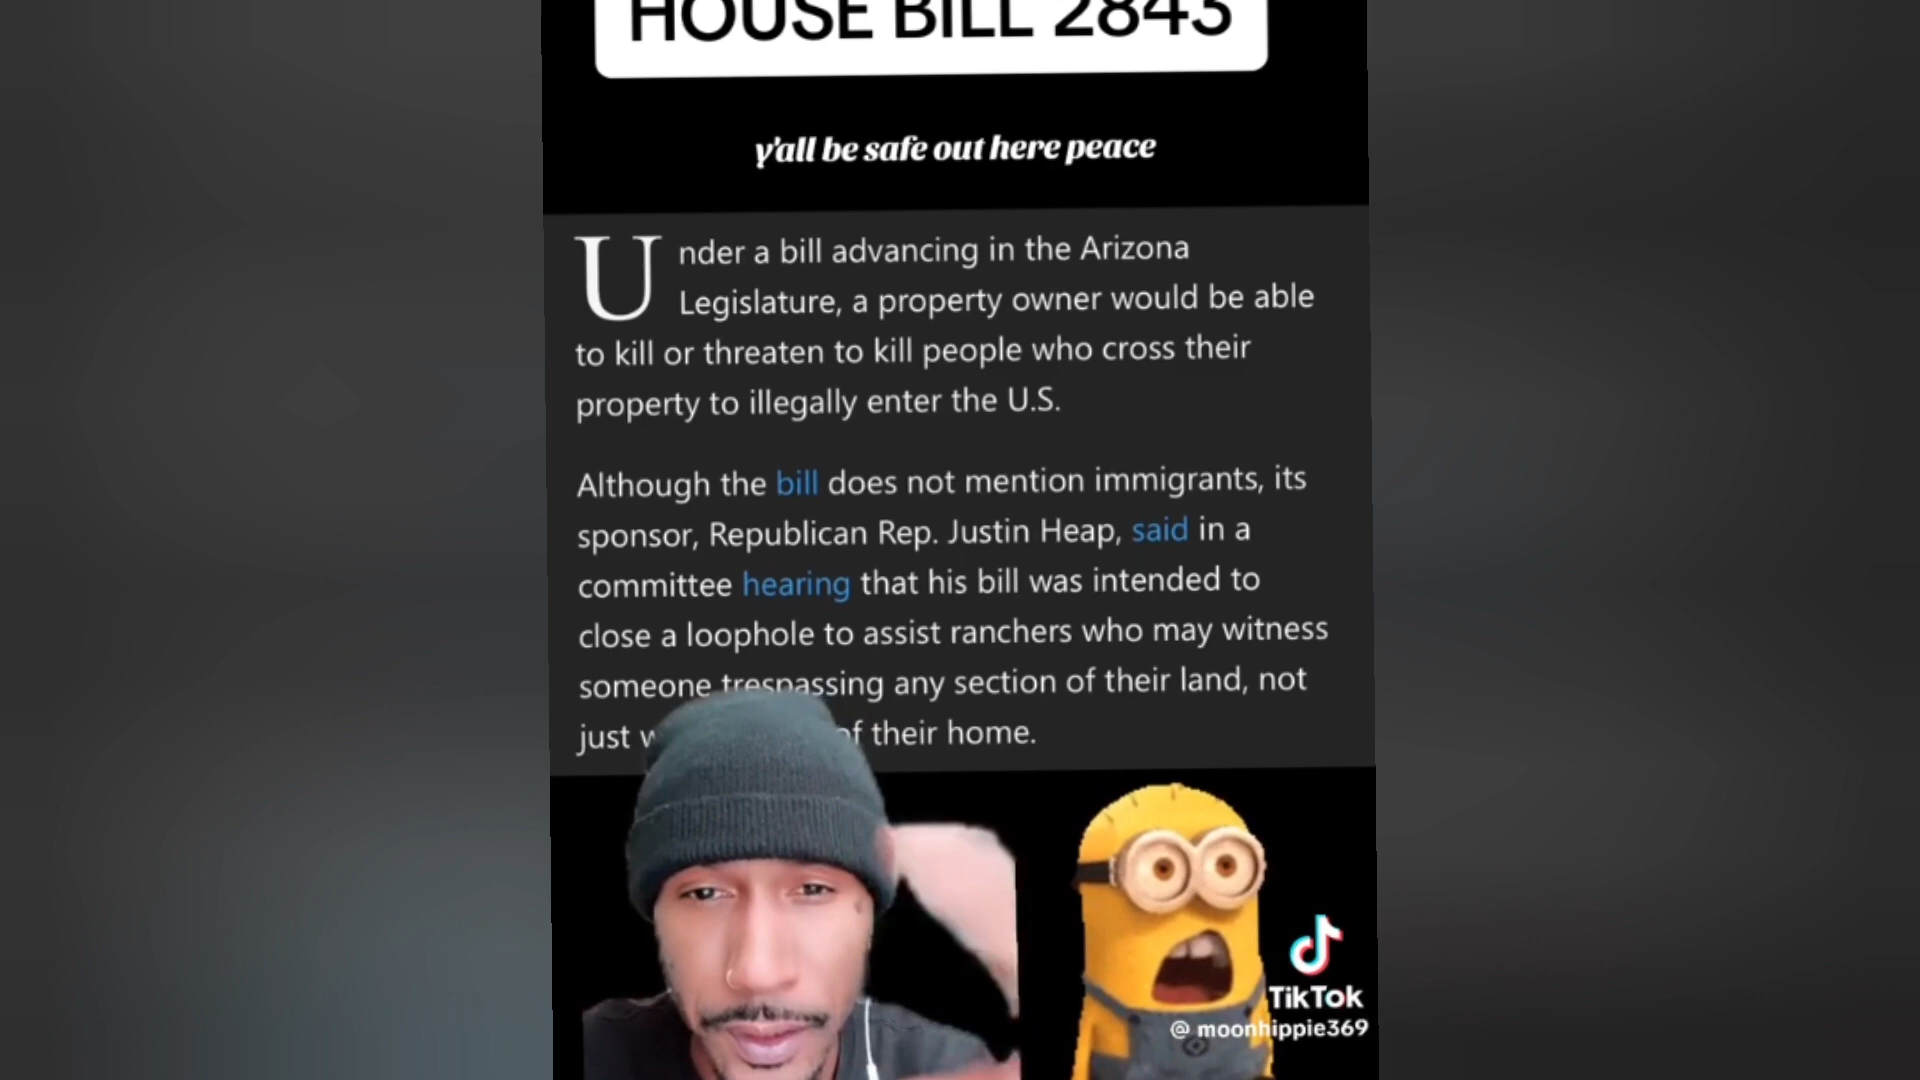 HOUSE BILL 2843
y'all be safe out here peace
Under a bill advancing in the Arizona
Legislature, a property owner would be able
to kill or threaten to kill people who cross their
property to illegally enter the U.S.
Although the bill does not mention immigrants, its
sponsor, Republican Rep. Justin Heap, said in a
committee hearing that his bill was intended to
close a loophole to assist ranchers who may witness
someone trespassing any section of their land, not
just of their home.
TikTok
@ moonhippie369